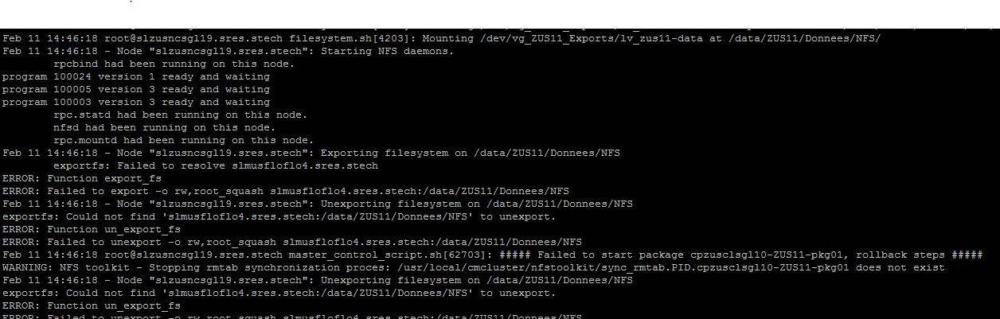 Feb 11 14:46:18 root@slzusncsgl19.sres.stech filesystem.sh[4203]: Mounting /dev/vg_ZUS11_Exports/lv_zus11-data at /data/ZUS11/Donnees/NFS/
Feb 11 14:46:18 - Node "slzusncsgl19.sres.stech": Starting NFS daemons.
rpcbind had been running on this node.
program 100024 version 1 ready and waiting
program 100005 version 3 ready and waiting
program 100003 version 3 ready and waiting
rpc.statd had been running on this node.
nfsd had been running on this node.
rpc.mountd had been running on this node.
Feb 11 14:46:18 - Node "slzusncsgl19.sres.stech": Exporting filesystem on /data/ZUS11/Donnees/NFS
exportfs: Failed to resolve slmusfloflo4.sres.stech
ERROR: Function export_fs
ERROR: Failed to export -o rw,root_squash slmusfloflo4.sres.stech:/data/ZUS11/Donnees/NFS
Feb 11 14:46:18 - Node "slzusncsgl19.sres.stech": Unexporting filesystem on /data/ZUS11/Donnees/NFS
exportfs: Could not find 'slmusfloflo4.sres.stech:/data/ZUS11/Donnees/NFS' to unexport.
ERROR: Function un_export_fs
ERROR: Failed to unexport -o rw,root_squash slmusfloflo4.sres.stech:/data/ZUS11/Donnees/NFS
Feb 11 14:46:18 root@slzusncsgl19.sres.stech master_control_script.sh[62703]: ##### Failed to start package cpzusclsgl10-ZUS11-pkg01, rollback steps #####
WARNING: NFS toolkit - Stopping rmtab synchronization proces: /usr/local/cmcluster/nfstoolkit/sync_rmtab.PID.cpzusclsgl10-ZUS11-pkg01 does not exist
Feb 11 14:46:18 - Node "slzusncsgl19.sres.stech": Unexporting filesystem on /data/ZUS11/Donnees/NFS
exportfs: Could not find 'slmusfloflo4.sres.stech:/data/ZUS11/Donnees/NFS' to unexport.
ERROR: Function un_export_fs
ERROR: Failed to unexport -o rw,root_squash slmusfloflo4.sres.stech:/data/ZUS11/Donnees/NFS